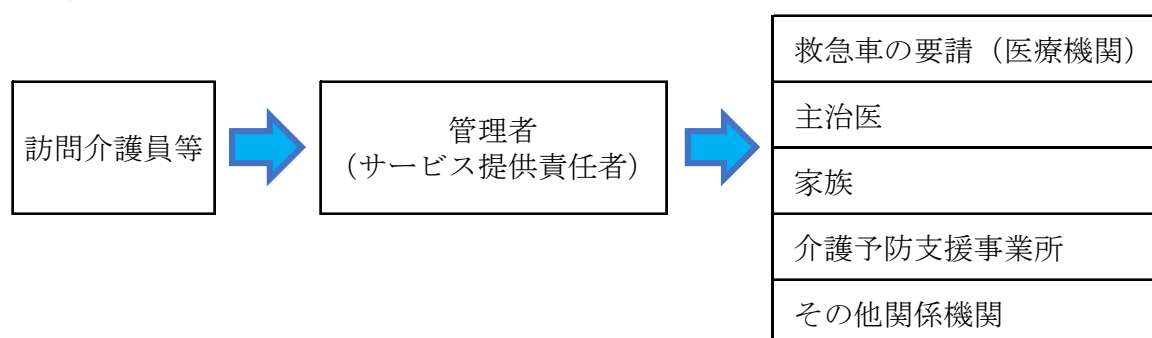 訪問介護員等
管理者
（サービス提供責任者）
救急車の要請（医療機関）
主治医
家族
介護予防支援事業所
その他関係機関